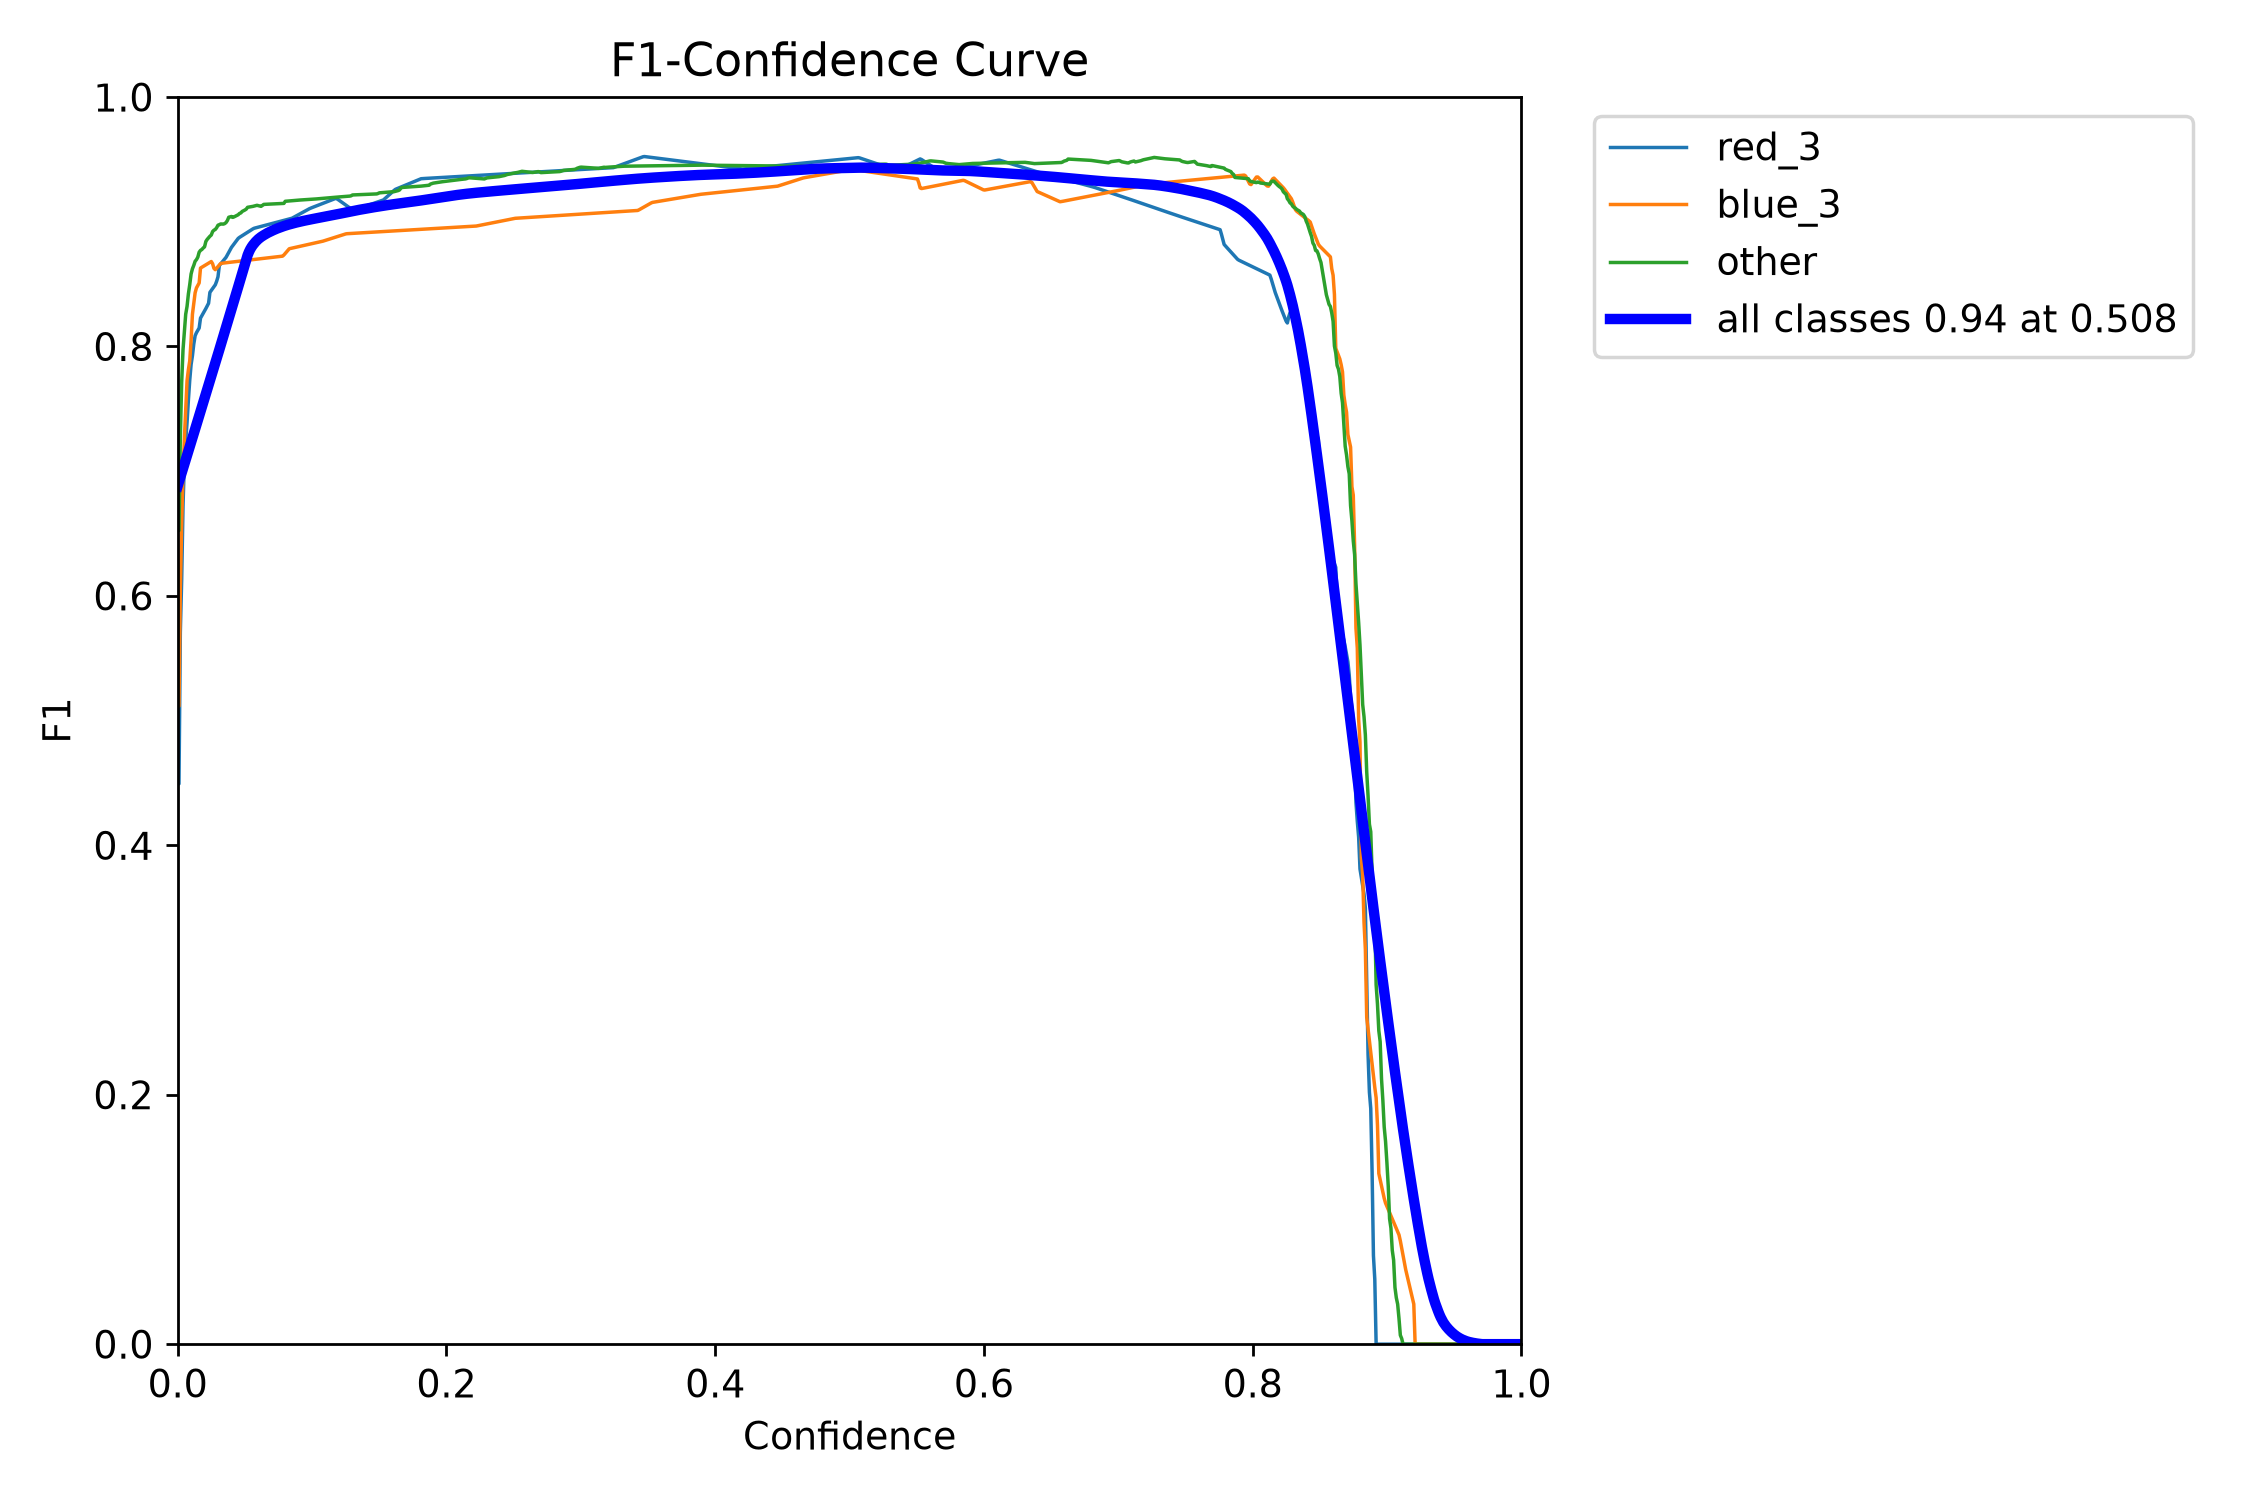 F1-Confidence Curve
1.0
0.8
0.6
0.4
0.2
0.0
F1
0.0 0.2 0.4 0.6 0.8 1.0
Confidence
red_3
blue_3
other
all classes 0.94 at 0.508